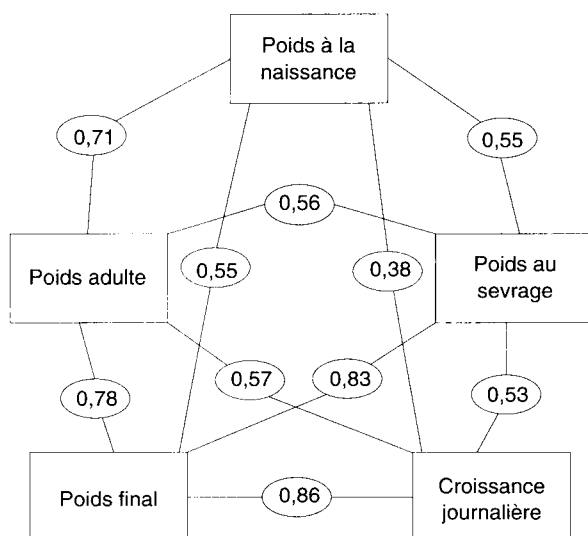 Poids à la
naissance
0,71
0,55
0,56
Poids adulte
0,55
0,38
Poids au
sevrage
0,57
0,83
0,78
0,53
Poids final
0,86
Croissance
journalière